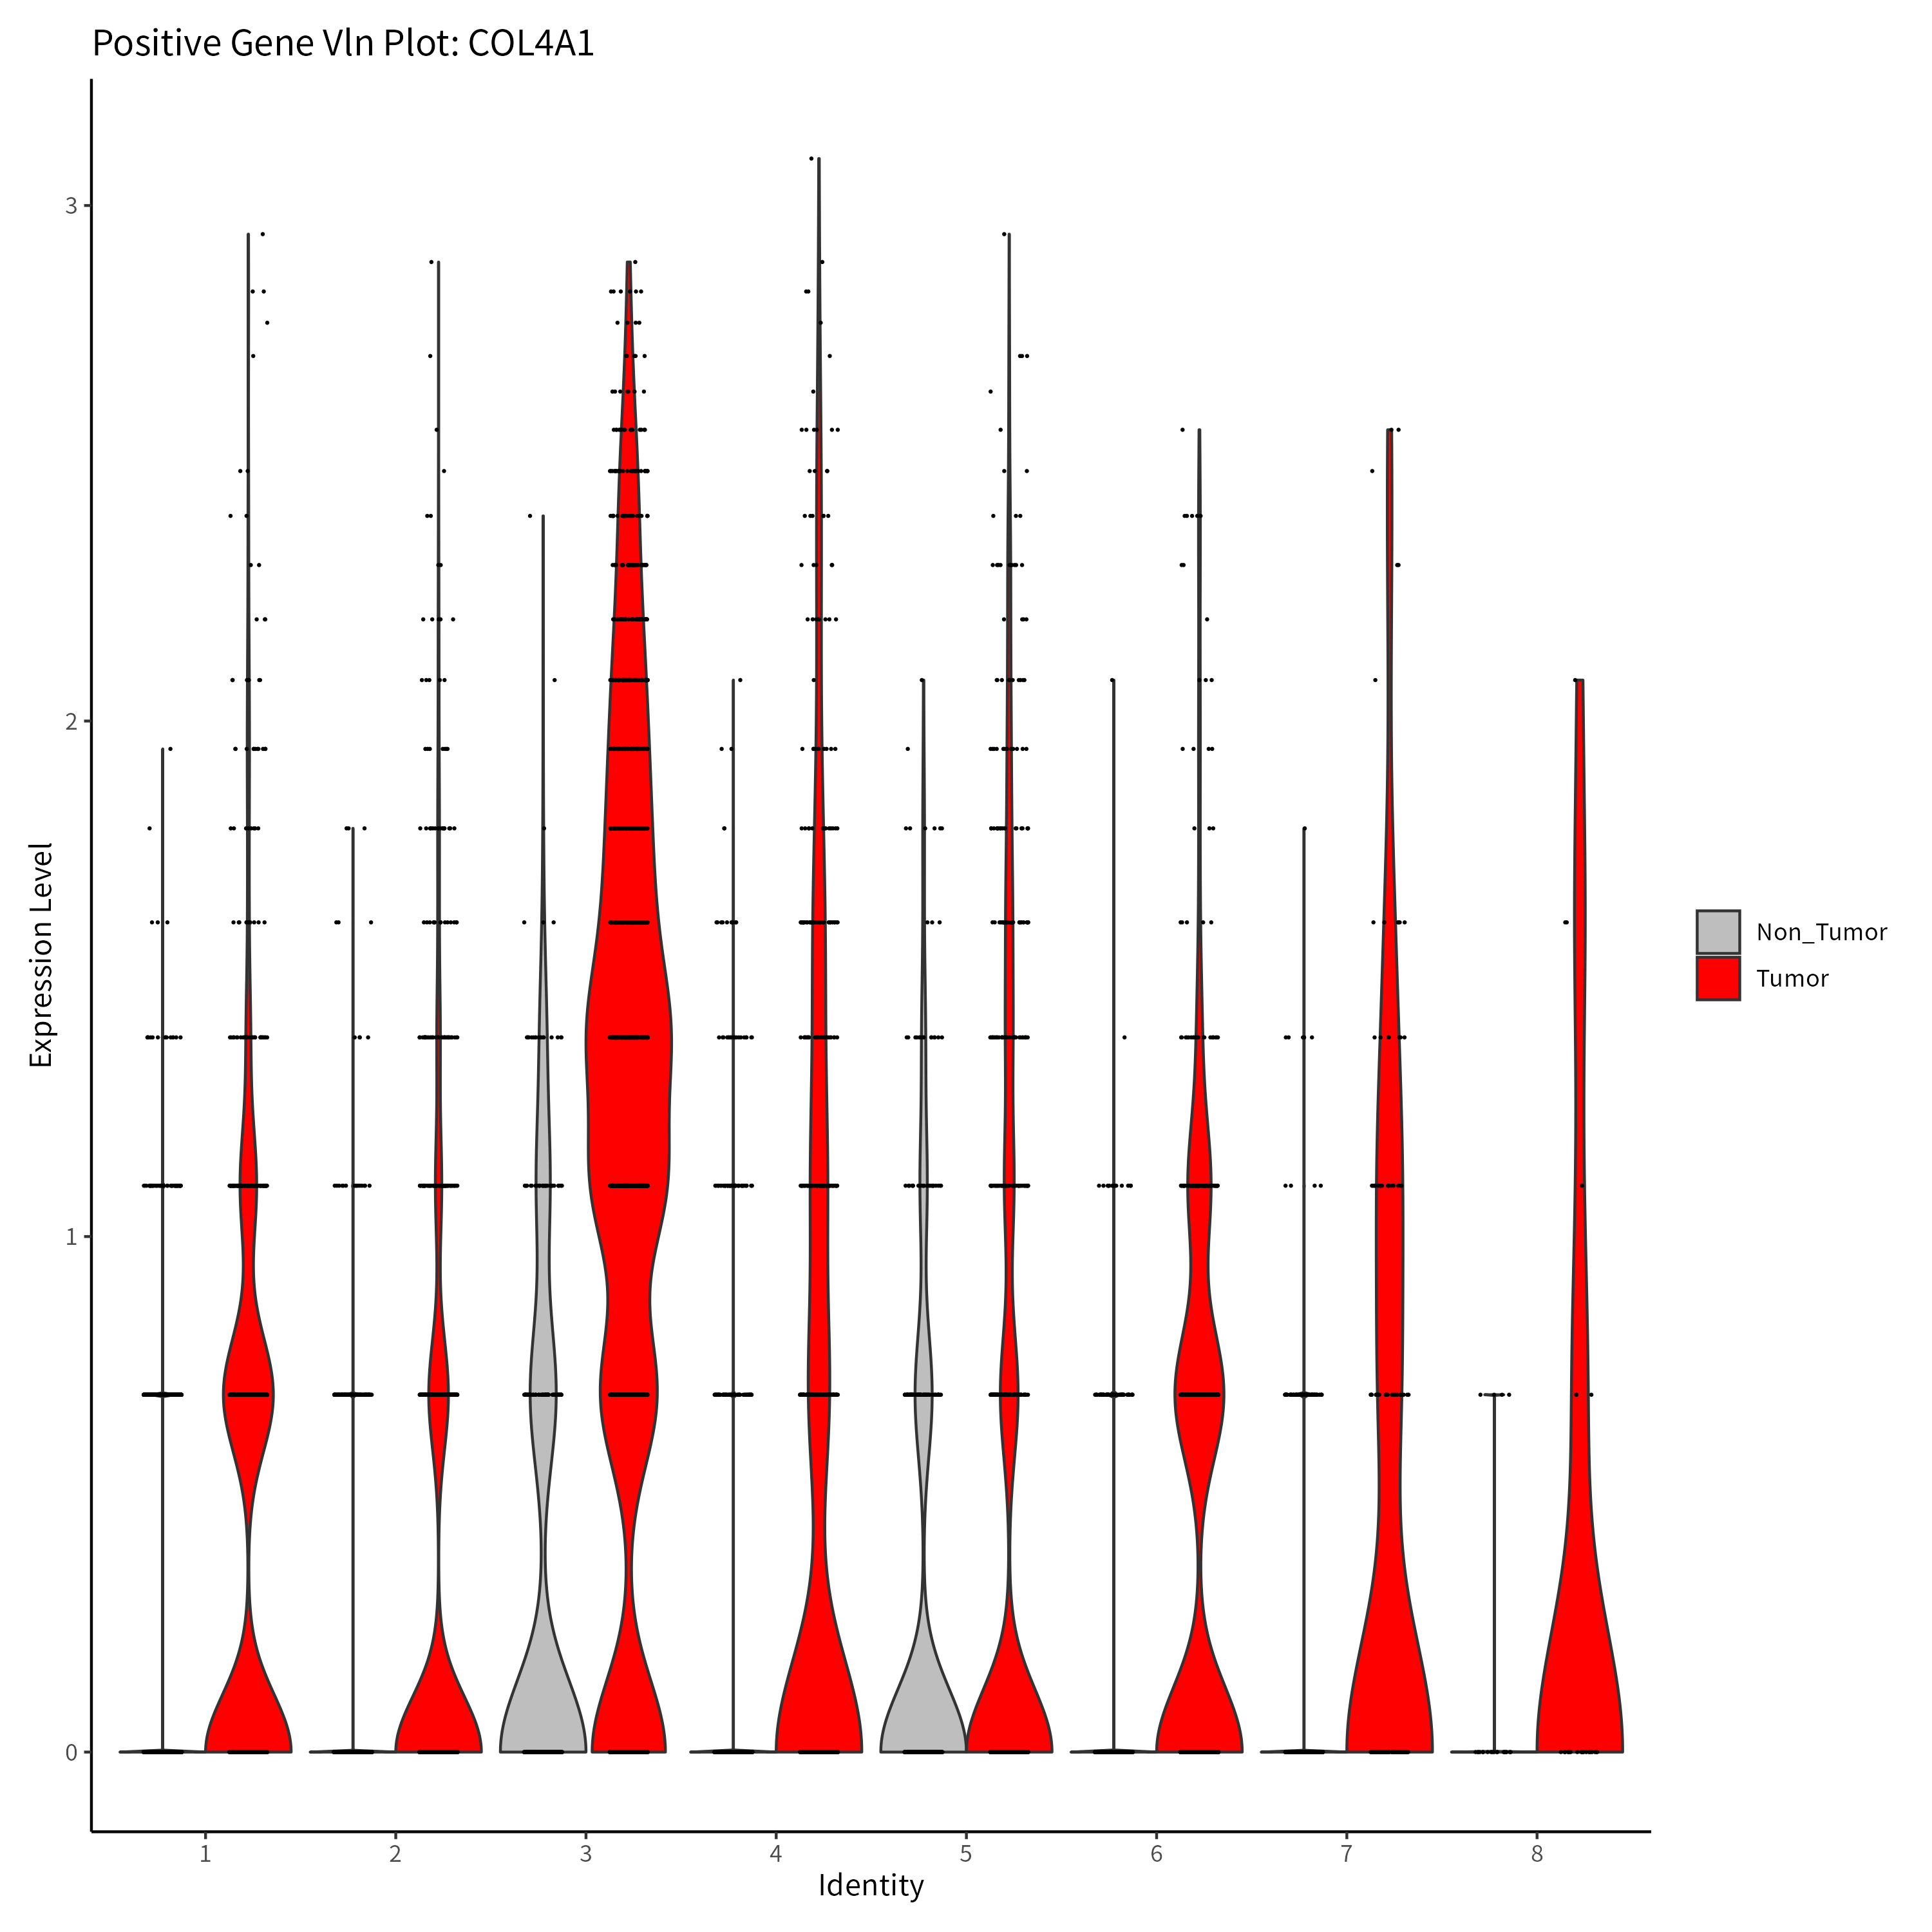 Positive Gene Vln Plot: COL4A1
3
2
1
0
Expression Level
1 2 3 4 5 6 7 8
Identity
Non_Tumor
Tumor